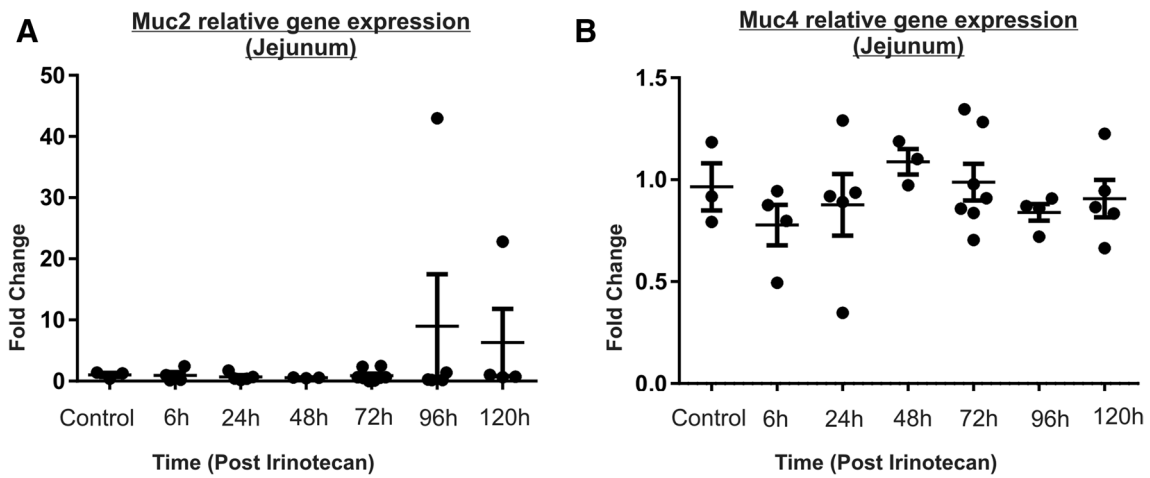 A
Muc2 relative gene expression
(Jejunum)
Fold Change
50
40
30
20
10
0
Control 6h 24h 48h 72h 96h 120h
Time (Post Irinotecan)
B
Muc4 relative gene expression
(Jejunum)
Fold Change
1.5
1.0
0.5
0.0
Control 6h 24h 48h 72h 96h 120h
Time (Post Irinotecan)